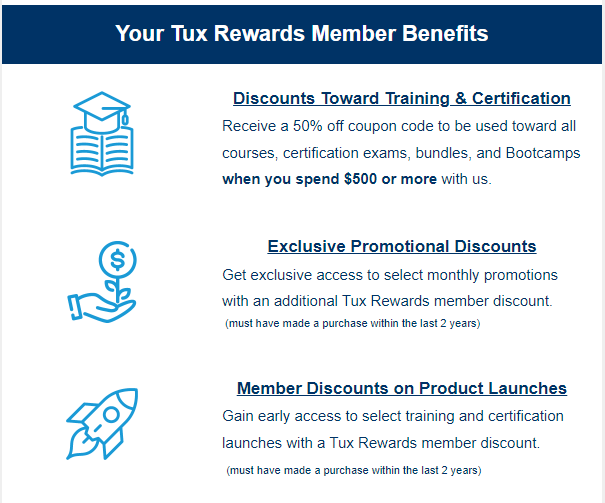 Your Tux Rewards Member Benefits
Discounts Toward Training & Certification
Receive a 50% off coupon code to be used toward all
courses, certification exams, bundles, and Bootcamps
when you spend $500 or more with us.
$
Exclusive Promotional Discounts
Get exclusive access to select monthly promotions
with an additional Tux Rewards member discount.
(must have made a purchase within the last 2 years)
Member Discounts on Product Launches
Gain early access to select training and certification
launches with a Tux Rewards member discount.
(must have made a purchase within the last 2 years)